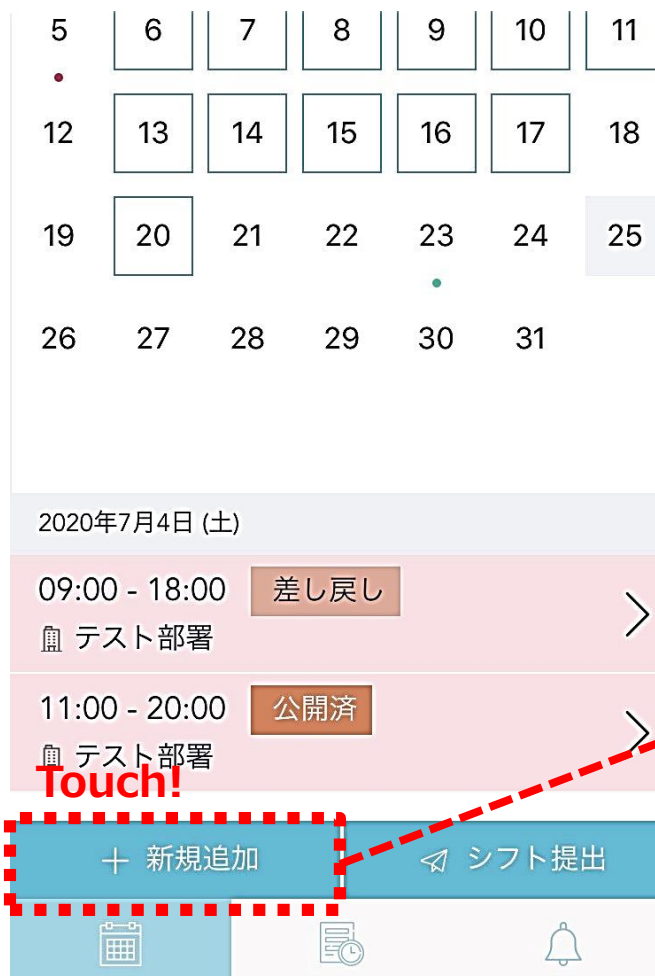 5 6 7 8 9 10 11
12 13 14 15 16 17 18
19 20 21 22 23 24 25
26 27 28 29 30 31
2020年7月4日 (土)
09:00 - 18:00 差し戻し
テスト部署
11:00 - 20:00 公開済
テスト部署
Touch!
+ 新規追加 シフト提出